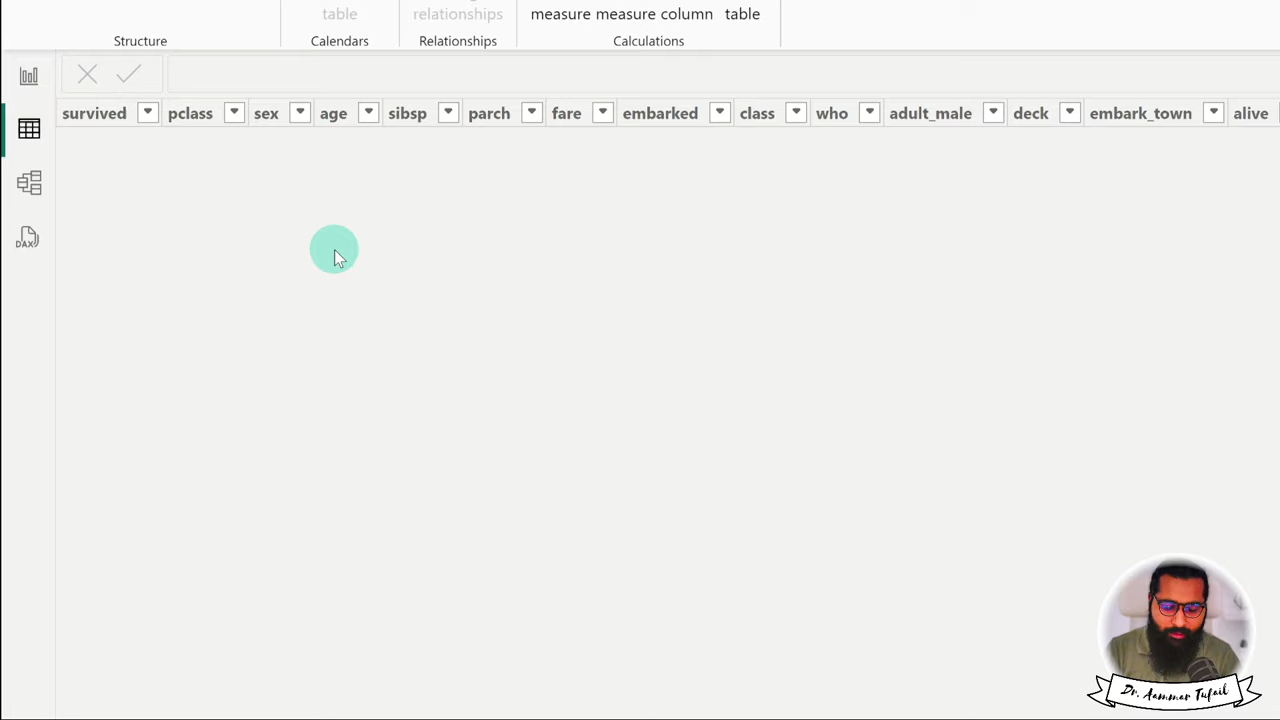 table
relationships
measure measure column table
Structure
Calendars
Relationships
Calculations
survived pclass sex age sibsp parch fare embarked class who adult_male deck embark_town alive
DAX
Dr. Aammar Tufail